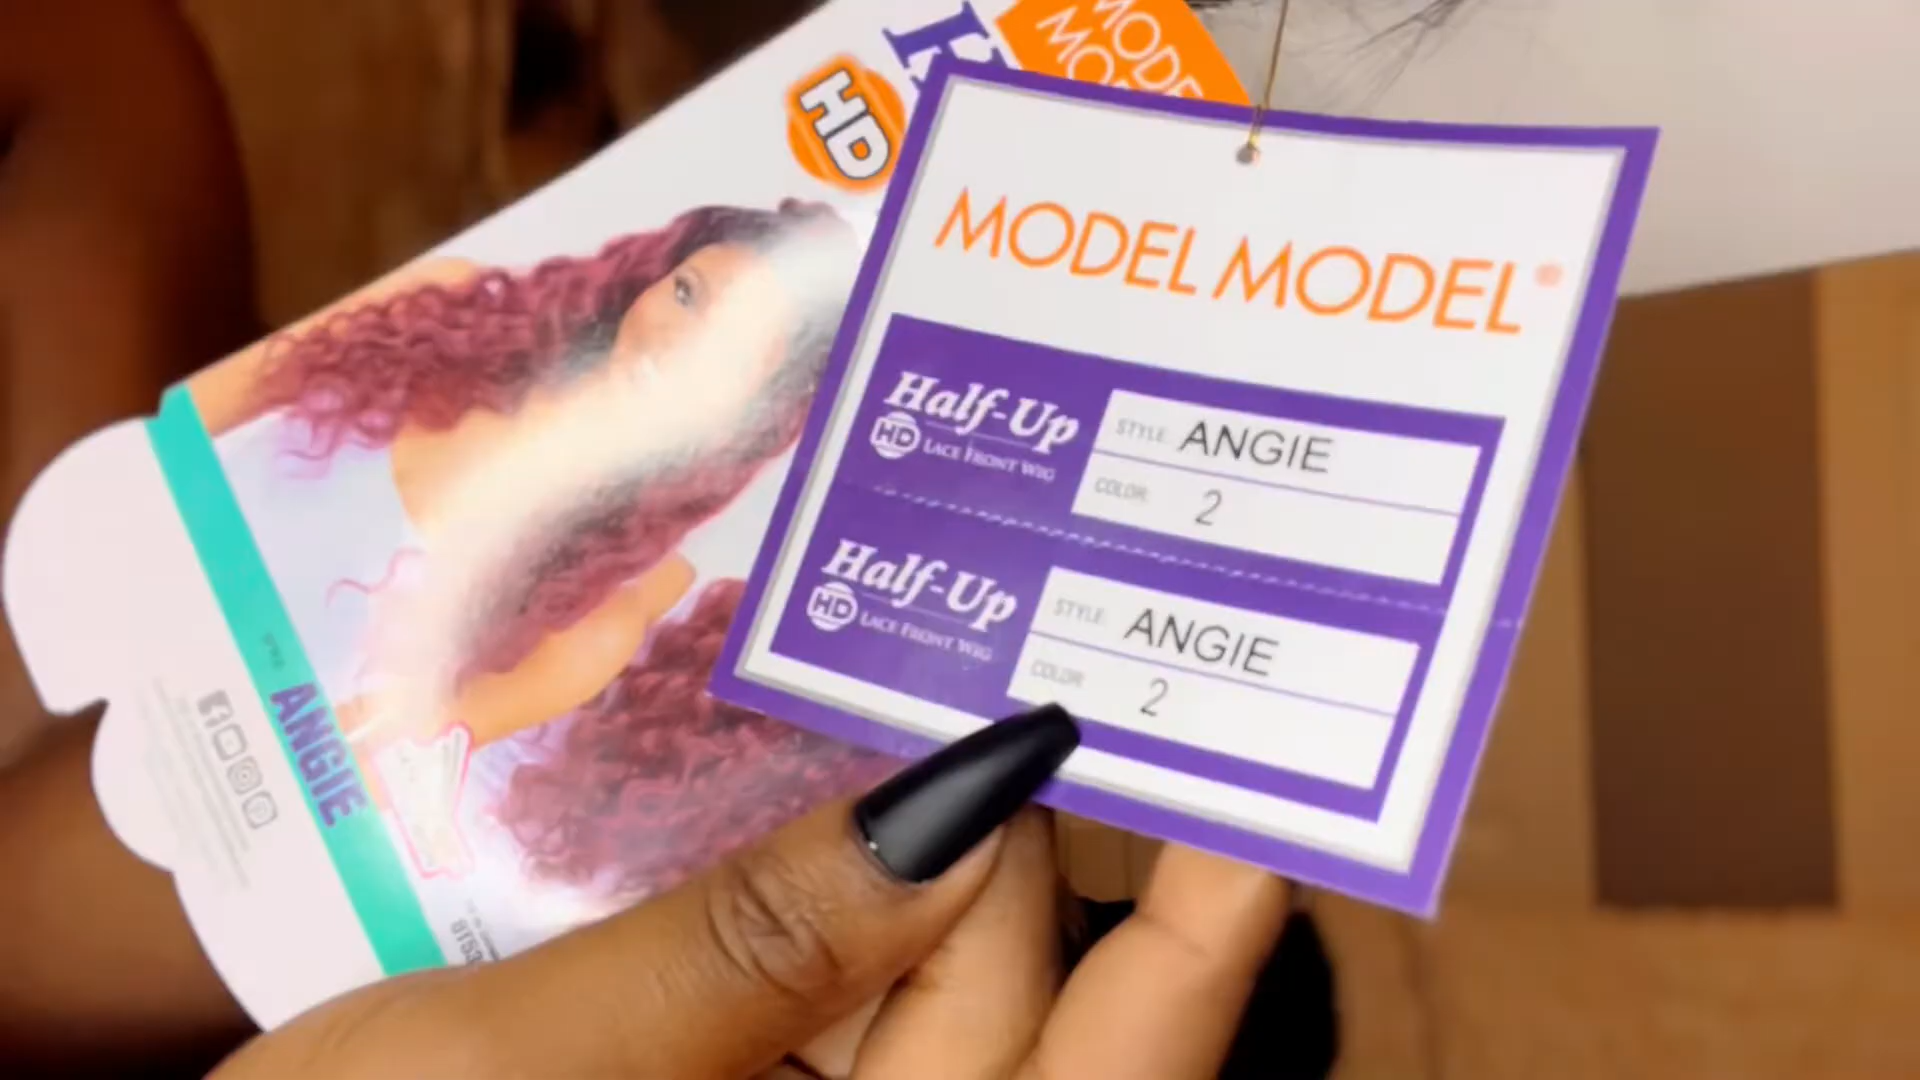 HD
MODEL
MODEL MODEL
Half-Up
HD LACE FRONT WIG
STYLE: ANGIE
COLOR: 2
Half-Up
HD LACE FRONT WIG
STYLE: ANGIE
COLOR: 2
ANGIE